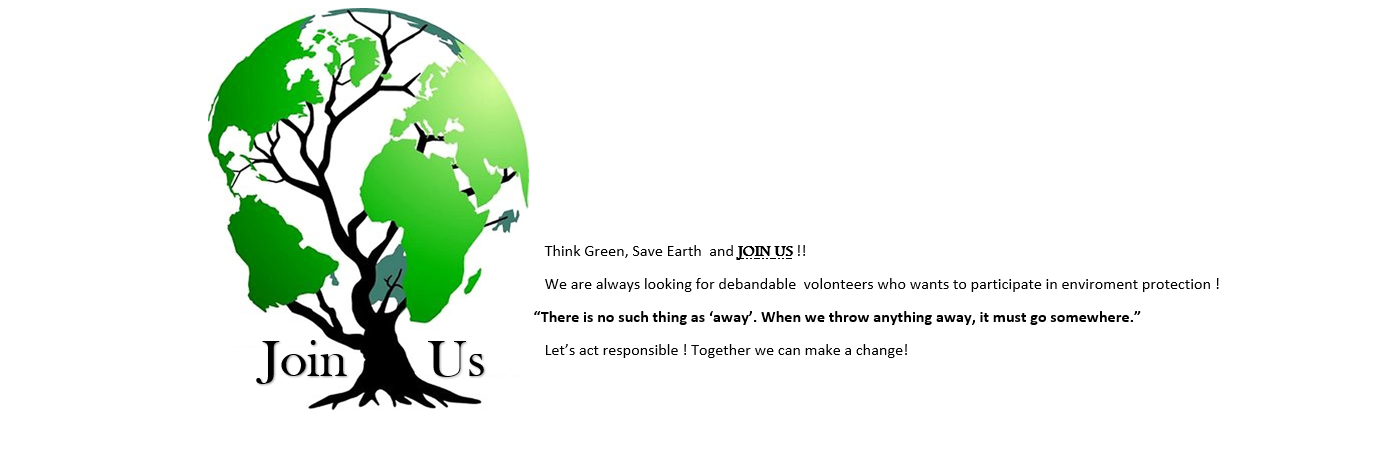 Think Green, Save Earth  and JOIN US !!
We are always looking for debandable  volonteers who wants to participate in enviroment protection !
“There is no such thing as ‘away’. When we throw anything away, it must go somewhere.”
Let’s act responsible ! Together we can make a change!
Join Us